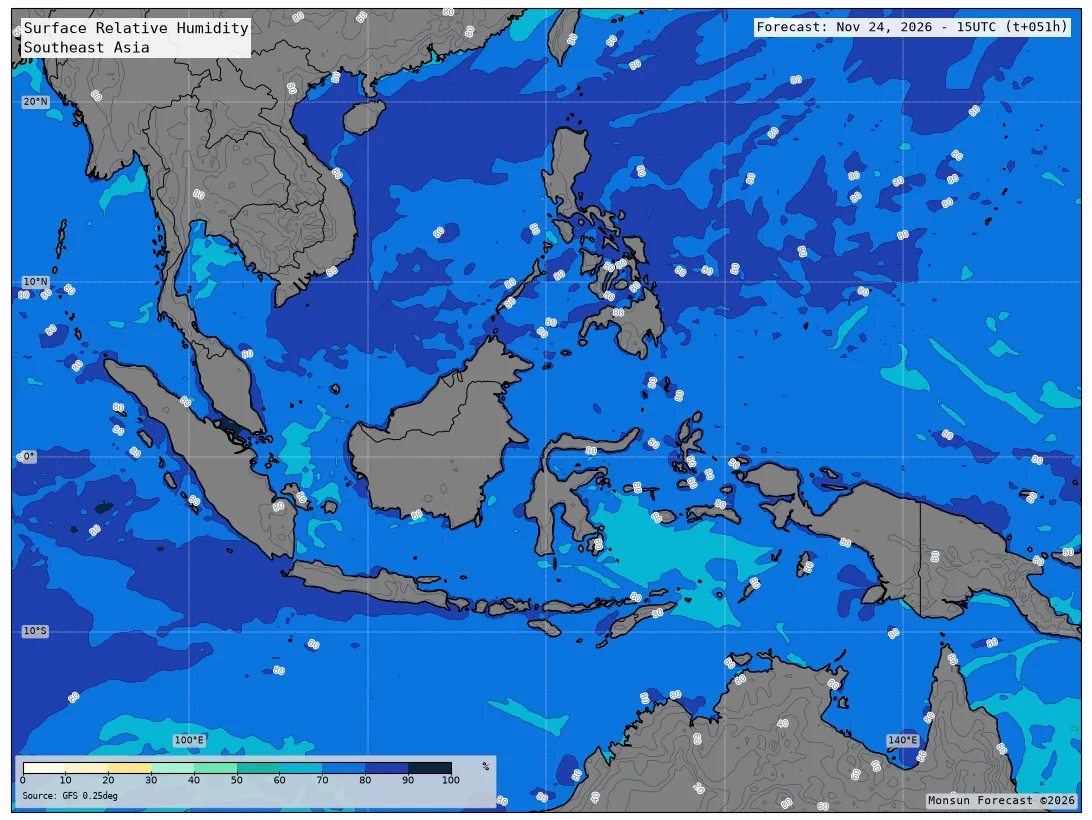 Surface Relative Humidity
Southeast Asia
Forecast: Nov 24, 2026 - 15UTC (t+051h)
20°N
10°N
0°
10°S
100°E
140°E
0 10 20 30 40 50 60 70 80 90 100
%
Source: GFS 0.25deg
Monsun Forecast ©2026